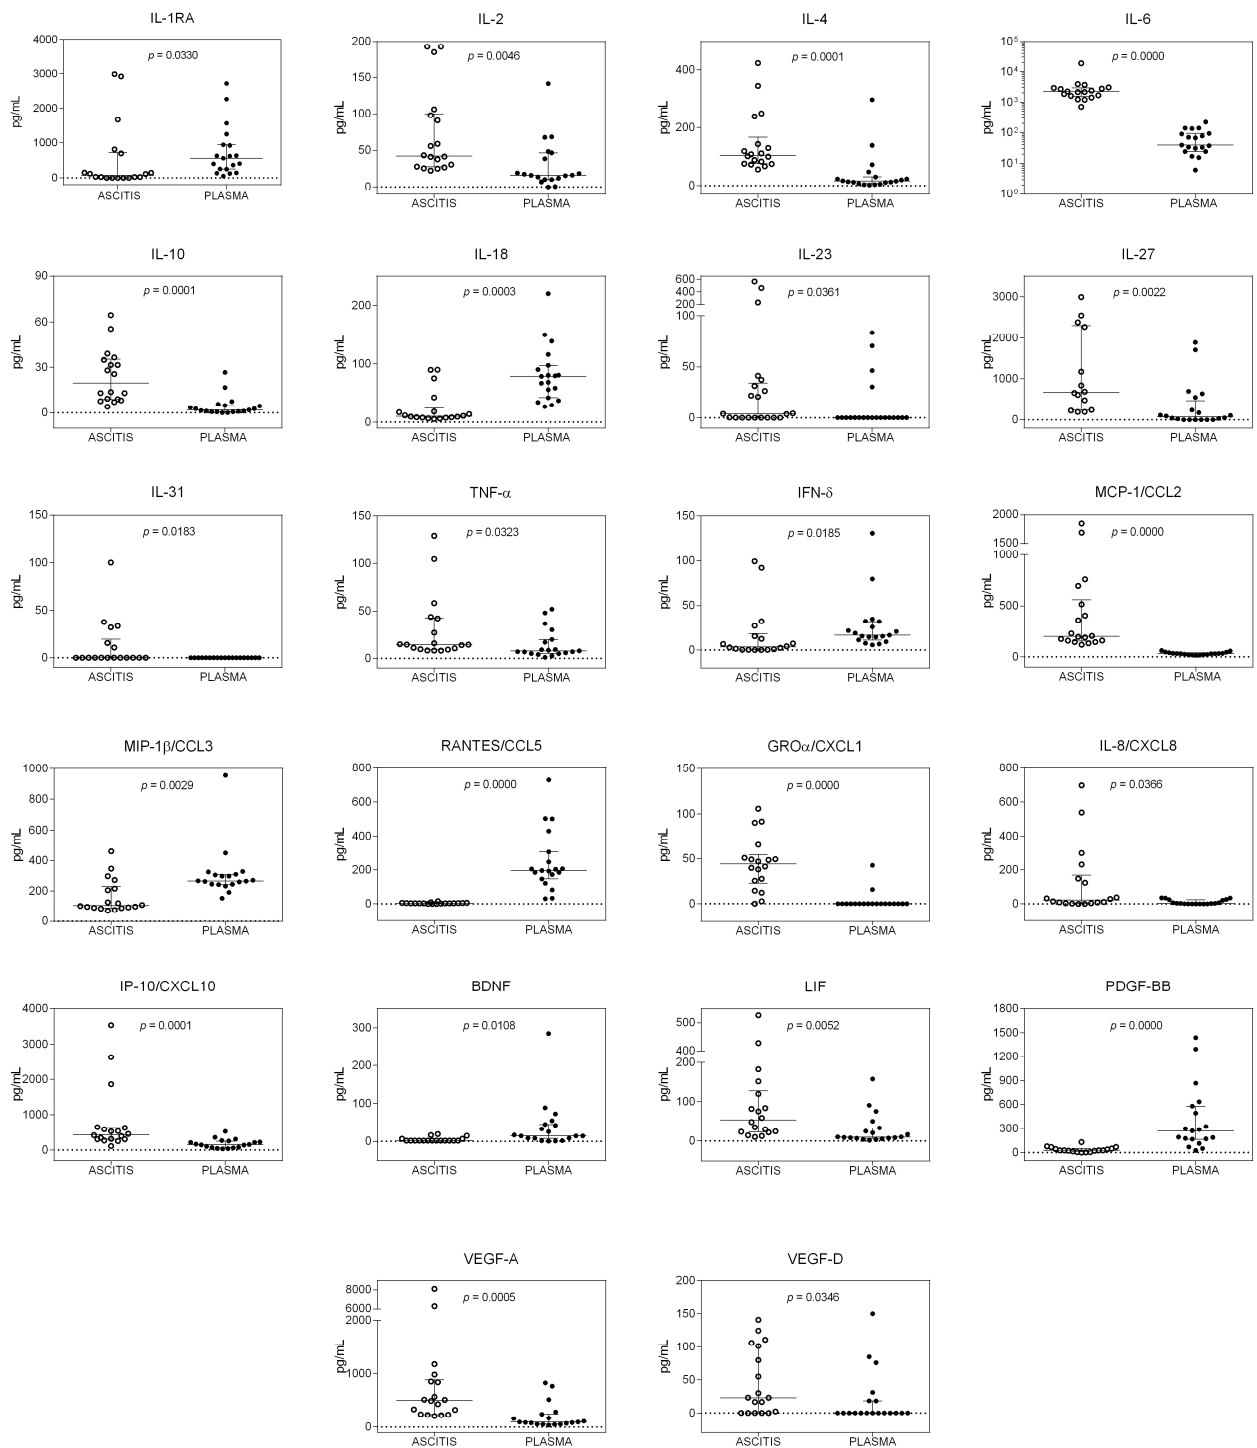 IL-1RA
4000
3000
2000
1000
0
pg/mL
p = 0.0330
ASCITIS PLASMA
IL-2
200
150
100
50
0
pg/mL
p = 0.0046
ASCITIS PLASMA
IL-4
400
200
0
pg/mL
p = 0.0001
ASCITIS PLASMA
IL-6
10⁵
10⁴
10³
10²
10¹
10⁰
pg/mL
p = 0.0000
ASCITIS PLASMA
IL-10
90
60
30
0
pg/mL
p = 0.0001
ASCITIS PLASMA
IL-18
200
100
0
pg/mL
p = 0.0003
ASCITIS PLASMA
IL-23
600
400
200
100
50
0
pg/mL
p = 0.0361
ASCITIS PLASMA
IL-27
3000
2000
1000
0
pg/mL
p = 0.0022
ASCITIS PLASMA
IL-31
150
100
50
0
pg/mL
p = 0.0183
ASCITIS PLASMA
TNF-α
150
100
50
0
pg/mL
p = 0.0323
ASCITIS PLASMA
IFN-δ
150
100
50
0
pg/mL
p = 0.0185
ASCITIS PLASMA
MCP-1/CCL2
2000
1500
1000
500
0
pg/mL
p = 0.0000
ASCITIS PLASMA
MIP-1β/CCL3
1000
800
600
400
200
0
pg/mL
p = 0.0029
ASCITIS PLASMA
RANTES/CCL5
800
600
400
200
0
pg/mL
p = 0.0000
ASCITIS PLASMA
GROα/CXCL1
150
100
50
0
pg/mL
p = 0.0000
ASCITIS PLASMA
IL-8/CXCL8
800
600
400
200
0
pg/mL
p = 0.0366
ASCITIS PLASMA
IP-10/CXCL10
4000
3000
2000
1000
0
pg/mL
p = 0.0001
ASCITIS PLASMA
BDNF
300
200
100
0
pg/mL
p = 0.0108
ASCITIS PLASMA
LIF
500
400
200
100
0
pg/mL
p = 0.0052
ASCITIS PLASMA
PDGF-BB
1800
1500
1200
900
600
300
0
pg/mL
p = 0.0000
ASCITIS PLASMA
VEGF-A
8000
6000
2000
1000
0
pg/mL
p = 0.0005
ASCITIS PLASMA
VEGF-D
200
150
100
50
0
pg/mL
p = 0.0346
ASCITIS PLASMA